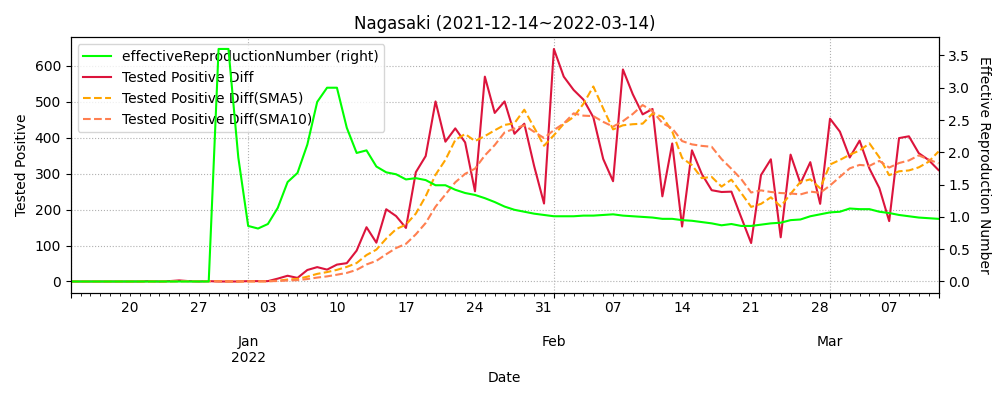 Nagasaki (2021-12-14~2022-03-14)
effectiveReproductionNumber (right)
Tested Positive Diff
Tested Positive Diff(SMA5)
Tested Positive Diff(SMA10)
Tested Positive
600
500
400
300
200
100
0
3.5
3.0
2.5
2.0
1.5
1.0
0.5
0.0
Effective Reproduction Number
20 27 03 10 17 24 31 07 14 21 28 07
Jan Feb Mar
2022
Date